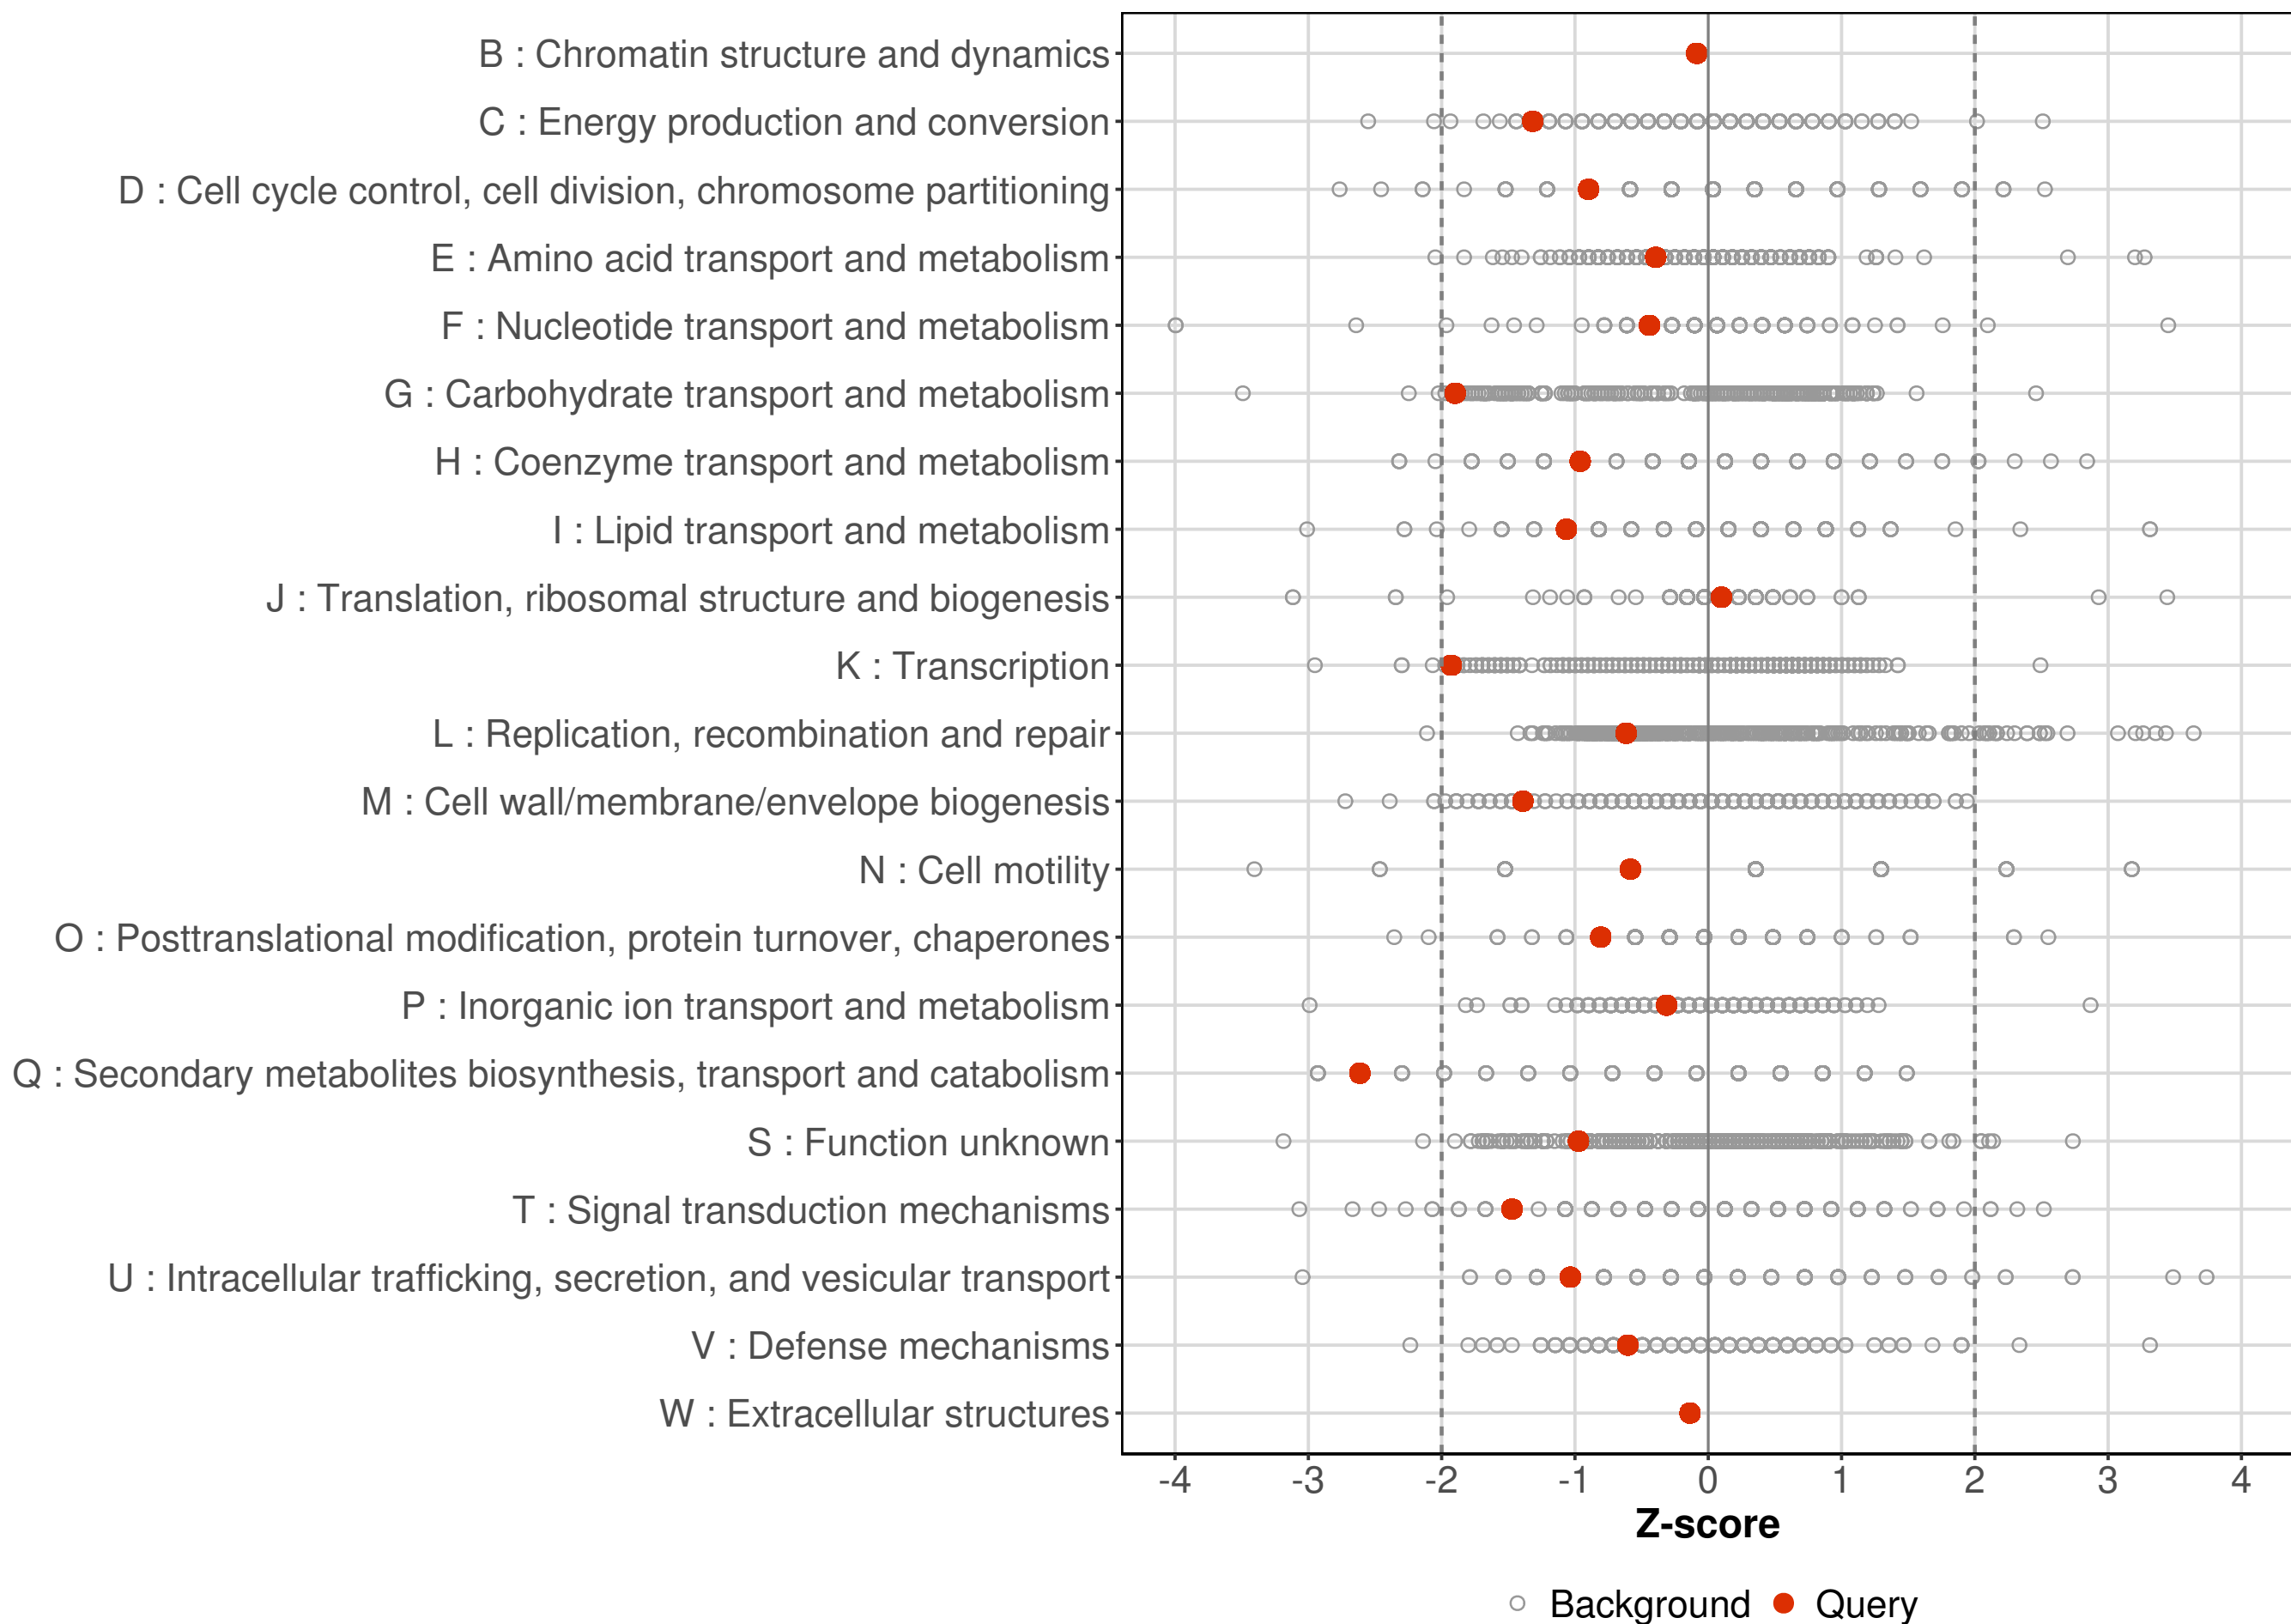 B : Chromatin structure and dynamics
C : Energy production and conversion
D : Cell cycle control, cell division, chromosome partitioning
E : Amino acid transport and metabolism
F : Nucleotide transport and metabolism
G : Carbohydrate transport and metabolism
H : Coenzyme transport and metabolism
I : Lipid transport and metabolism
J : Translation, ribosomal structure and biogenesis
K : Transcription
L : Replication, recombination and repair
M : Cell wall/membrane/envelope biogenesis
N : Cell motility
O : Posttranslational modification, protein turnover, chaperones
P : Inorganic ion transport and metabolism
Q : Secondary metabolites biosynthesis, transport and catabolism
S : Function unknown
T : Signal transduction mechanisms
U : Intracellular trafficking, secretion, and vesicular transport
V : Defense mechanisms
W : Extracellular structures
-4 -3 -2 -1 0 1 2 3 4
Z-score
Background Query